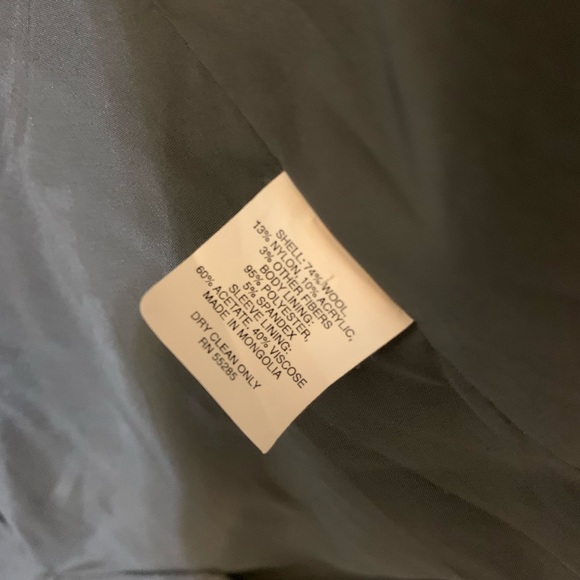 SHELL: 74% WOOL,
13% NYLON, 10% ACRYLIC,
3% OTHER FIBERS
BODY LINING:
95% POLYESTER,
5% SPANDEX
SLEEVE LINING:
60% ACETATE, 40% VISCOSE
MADE IN MONGOLIA
DRY CLEAN ONLY
RN 55285